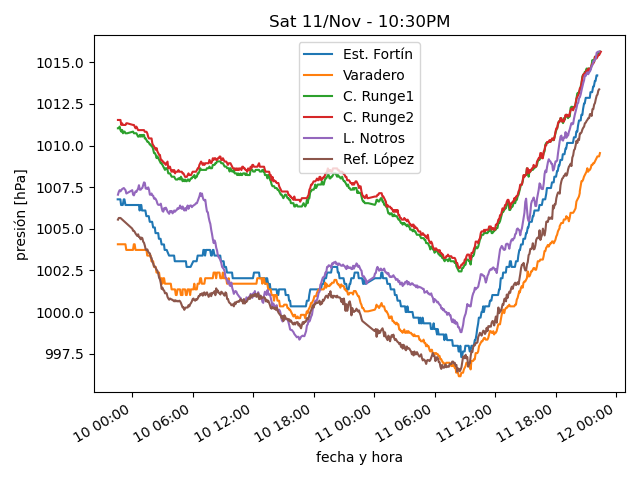 Sat 11/Nov - 10:30PM
Est. Fortín
Varadero
C. Runge1
C. Runge2
L. Notros
Ref. López
presión [hPa]
1015.0
1012.5
1010.0
1007.5
1005.0
1002.5
1000.0
997.5
10 00:00
10 06:00
10 12:00
10 18:00
11 00:00
11 06:00
11 12:00
11 18:00
12 00:00
fecha y hora